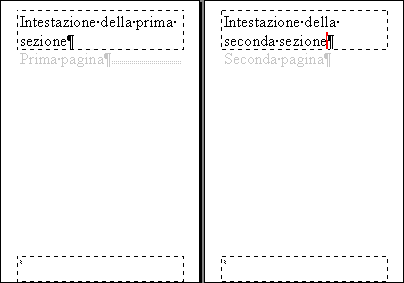 Intestazione·della·prima·
sezione¶
Prima·pagina¶
Intestazione·della·
seconda·sezione¶
Seconda·pagina¶